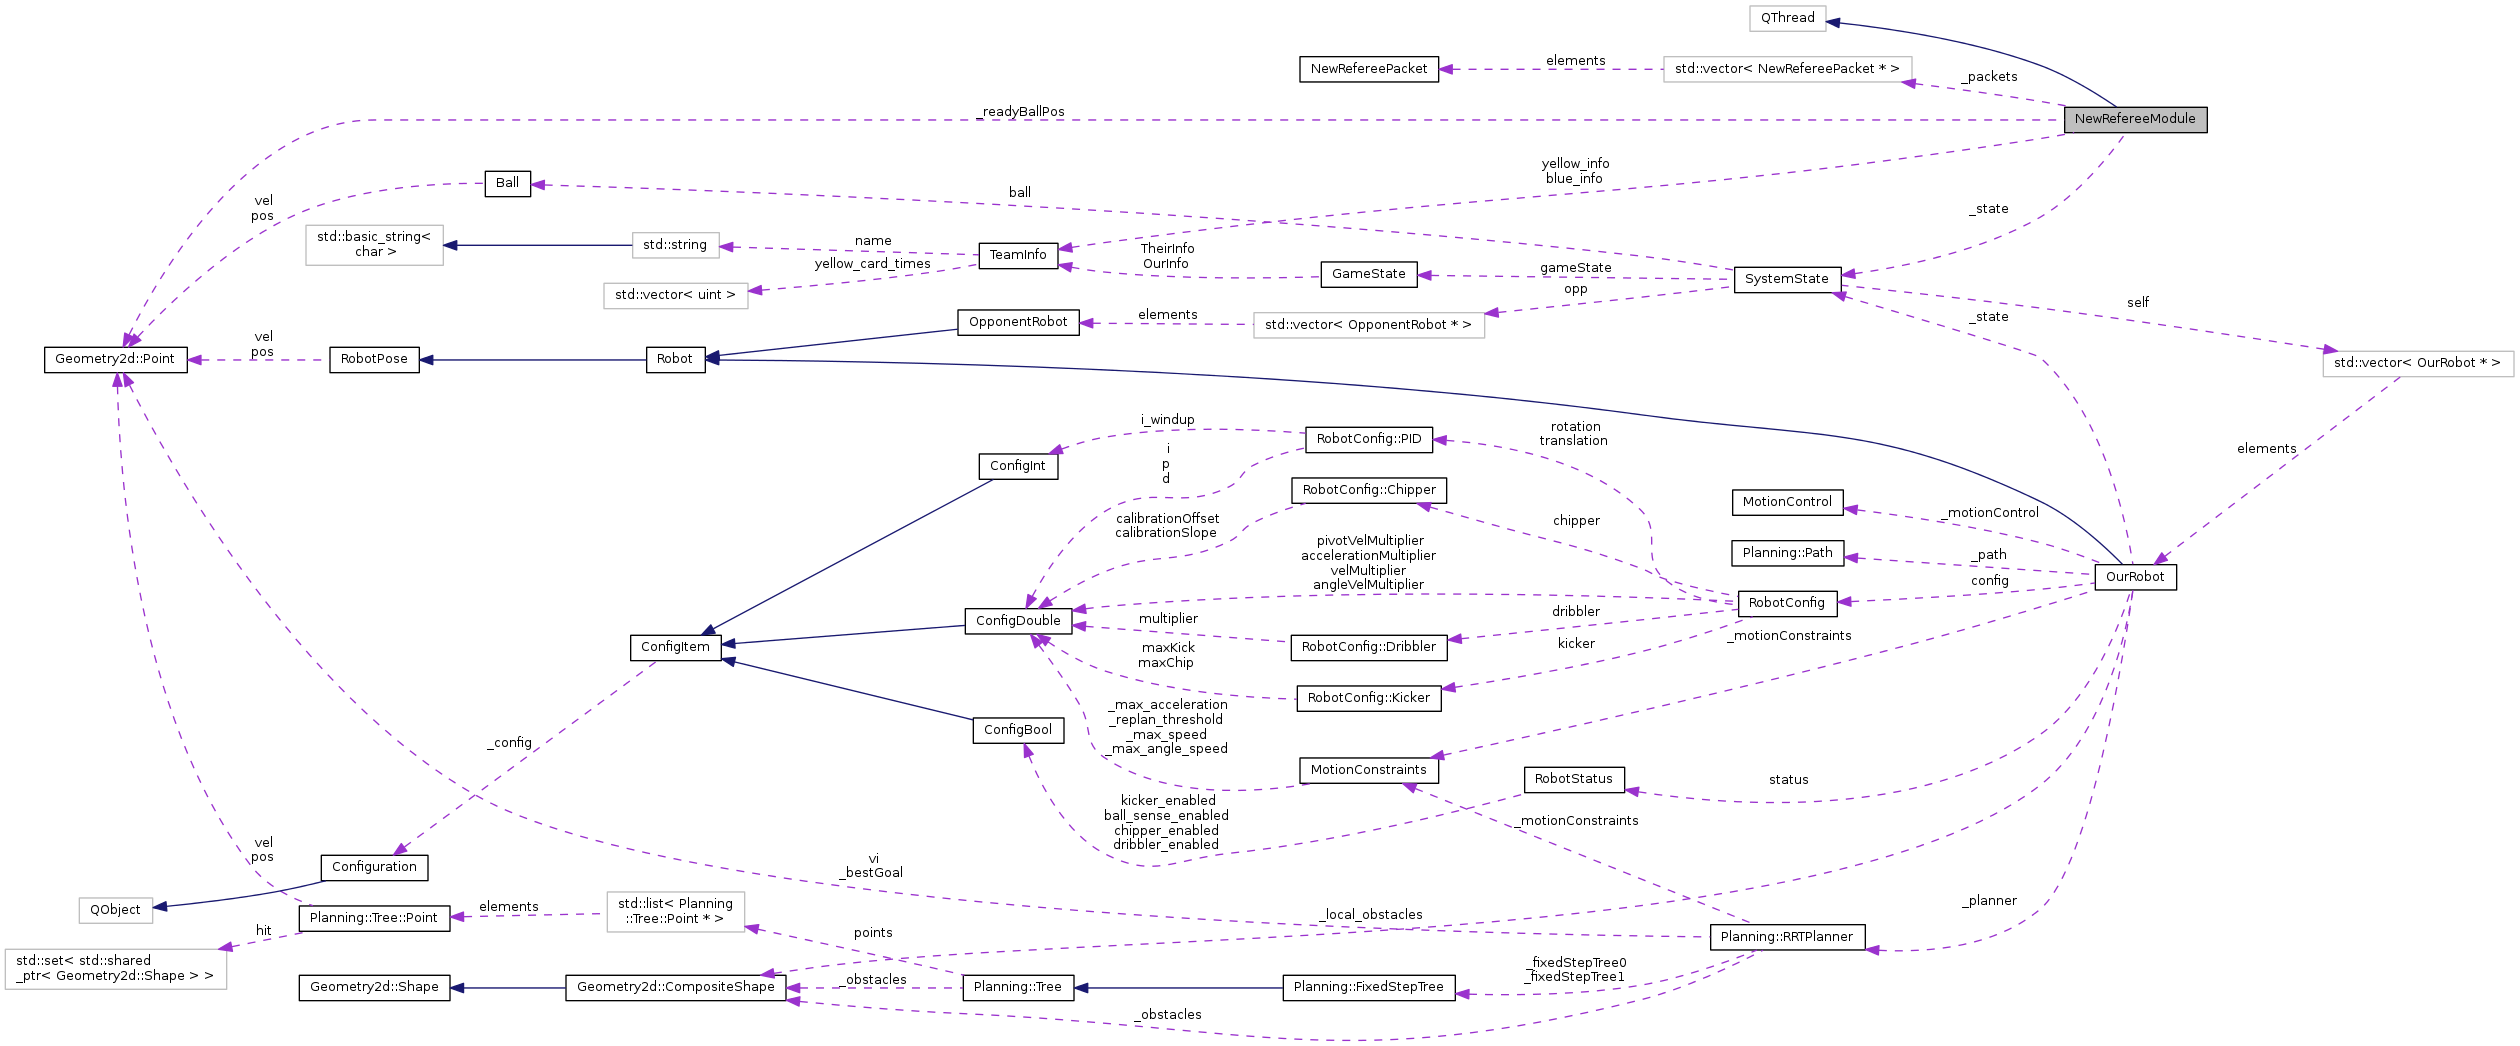 QThread
NewRefereePacket
elements
std::vector< NewRefereePacket * >
_packets
NewRefereeModule
_readyBallPos
yellow_info
blue_info
Ball
ball
vel
pos
_state
std::basic_string<
char >
std::string
name
TeamInfo
TheirInfo
OurInfo
GameState
gameState
SystemState
yellow_card_times
std::vector< uint >
opp
self
OpponentRobot
elements
std::vector< OpponentRobot * >
_state
Geometry2d::Point
vel
pos
RobotPose
Robot
std::vector< OurRobot * >
i_windup
RobotConfig::PID
rotation
translation
elements
ConfigInt
i
p
d
RobotConfig::Chipper
MotionControl
_motionControl
calibrationOffset
calibrationSlope
chipper
pivotVelMultiplier
accelerationMultiplier
velMultiplier
angleVelMultiplier
Planning::Path
_path
OurRobot
config
RobotConfig
ConfigDouble
multiplier
dribbler
_motionConstraints
ConfigItem
maxKick
maxChip
RobotConfig::Dribbler
kicker
RobotConfig::Kicker
_config
ConfigBool
_max_acceleration
_replan_threshold
_max_speed
_max_angle_speed
MotionConstraints
RobotStatus
status
kicker_enabled
ball_sense_enabled
chipper_enabled
dribbler_enabled
_motionConstraints
vel
pos
Configuration
vi
_bestGoal
QObject
Planning::Tree::Point
elements
std::list< Planning
::Tree::Point * >
_local_obstacles
_planner
hit
points
Planning::RRTPlanner
std::set< std::shared
_ptr< Geometry2d::Shape > >
Geometry2d::Shape
Geometry2d::CompositeShape
_obstacles
Planning::Tree
Planning::FixedStepTree
_fixedStepTree0
_fixedStepTree1
_obstacles